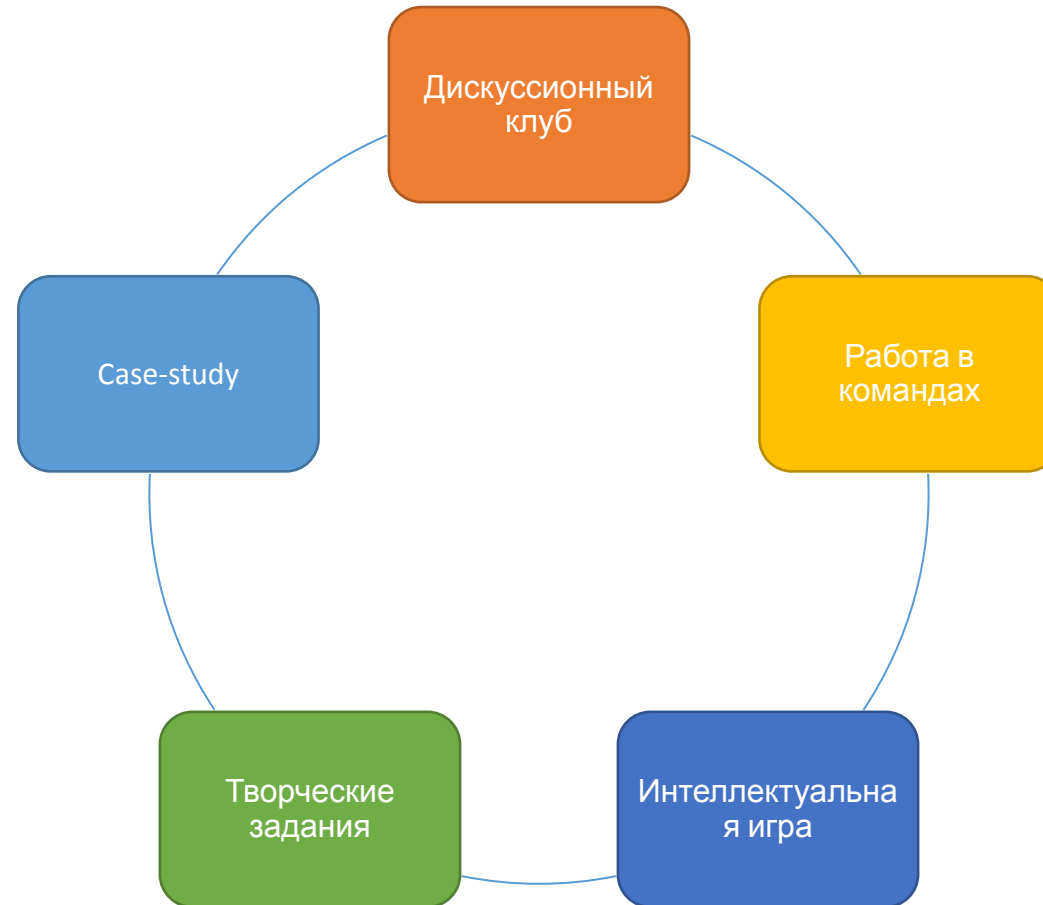 Дискуссионный
клуб
Case-study
Работа в
командах
Творческие
задания
Интеллектуальна
я игра